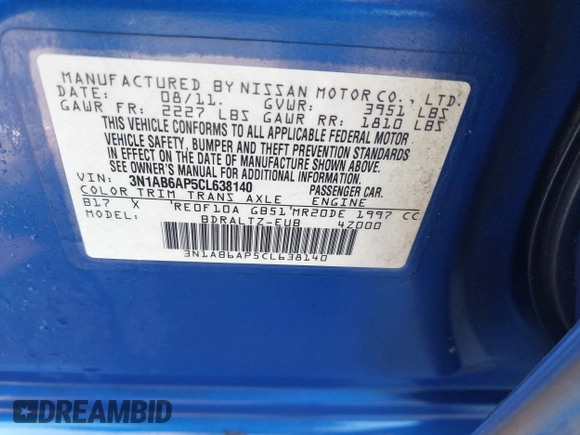 MANUFACTURED BY NISSAN MOTOR CO., LTD.
DATE: 08/11. GVWR: 3951 LBS
GAWR FR: 2227 LBS GAWR RR: 1810 LBS
THIS VEHICLE CONFORMS TO ALL APPLICABLE FEDERAL MOTOR
VEHICLE SAFETY, BUMPER AND THEFT PREVENTION STANDARDS
IN EFFECT ON THE DATE OF MANUFACTURE SHOWN ABOVE.
SEE OWNER'S MANUAL FOR ADDITIONAL INFORMATION.
VIN: 3N1AB6AP5CL638140 PASSENGER CAR.
COLOR TRIM TRANS AXLE ENGINE
B17 X RE0F10A GB51 MR20DE 1997 CC
MODEL: BDRALTZ-EUB 4Z000
3N1AB6AP5CL638140
DREAMBID